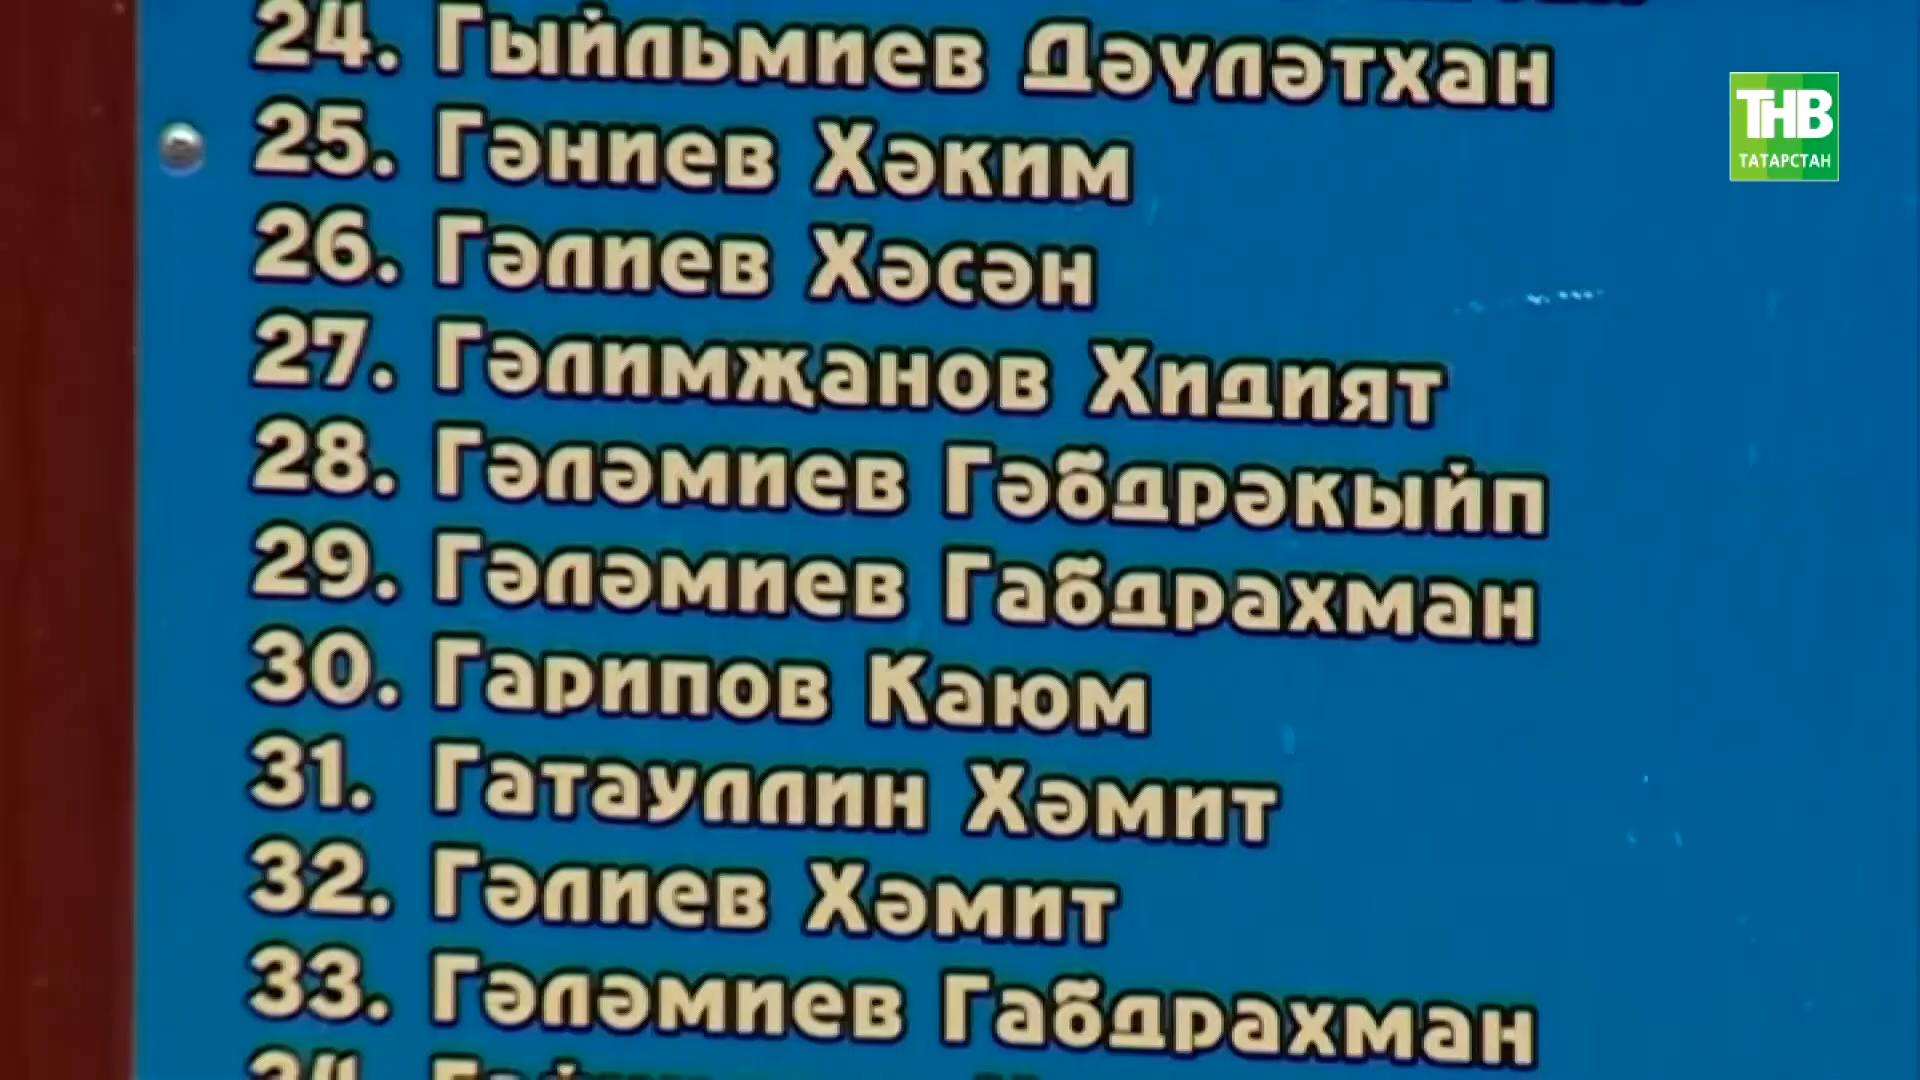 24. Гыйльмиев Дәүләтхан
25. Гәниев Хәким
26. Гәлиев Хәсән
27. Гәлимҗанов Хидият
28. Гәләмиев Гәбдрәкыйп
29. Гәләмиев Габдрахман
30. Гарипов Каюм
31. Гатауллин Хәмит
32. Гәлиев Хәмит
33. Гәләмиев Габдрахман
34.
ТНВ
ТАТАРСТАН